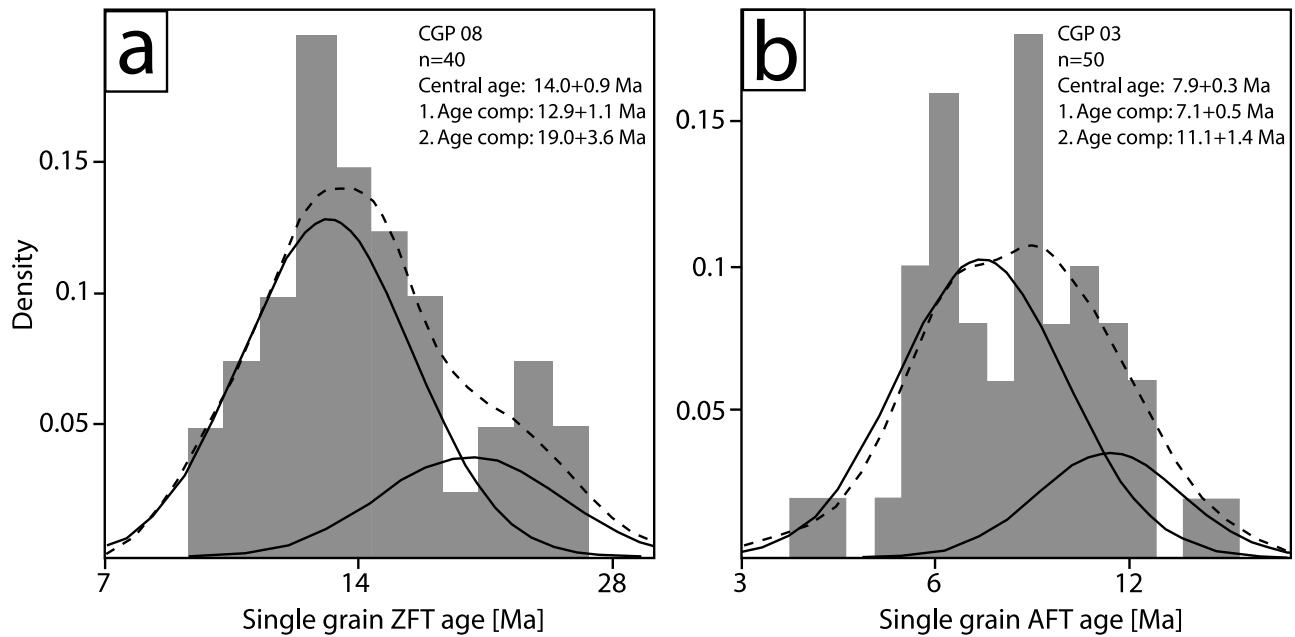 a
CGP 08
n=40
Central age: 14.0+0.9 Ma
1. Age comp: 12.9+1.1 Ma
2. Age comp: 19.0+3.6 Ma
0.15
0.1
0.05
Density
7
14
28
Single grain ZFT age [Ma]
b
CGP 03
n=50
Central age: 7.9+0.3 Ma
1. Age comp: 7.1+0.5 Ma
2. Age comp: 11.1+1.4 Ma
0.15
0.1
0.05
3
6
12
Single grain AFT age [Ma]